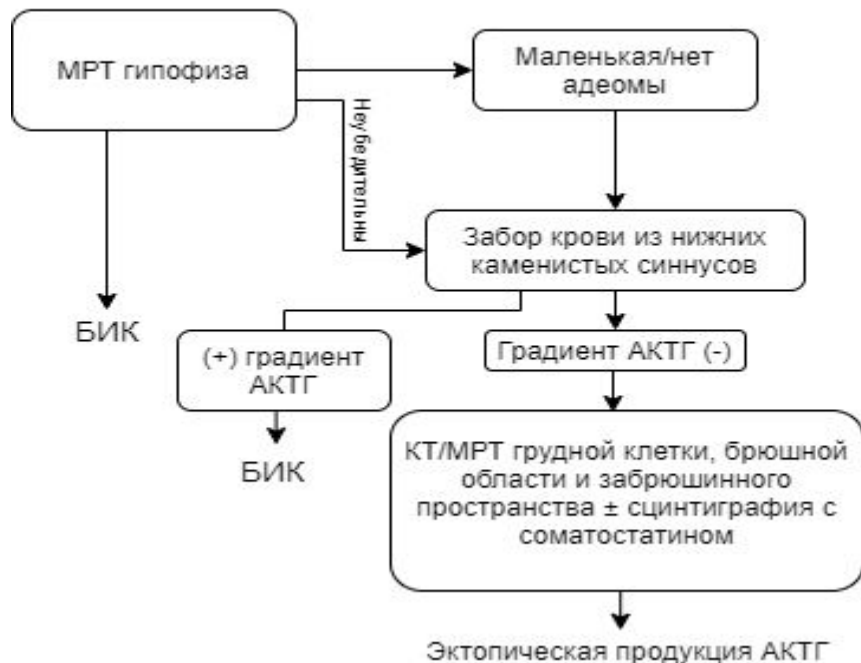 МРТ гипофиза
Маленькая/нет
адеомы
Неубедительны
Забор крови из нижних
каменистых синнусов
БИК
(+) градиент
АКТГ
Градиент АКТГ (-)
БИК
КТ/МРТ грудной клетки, брюшной
области и забрюшинного
пространства ± сцинтиграфия с
соматостатином
Эктопическая продукция АКТГ